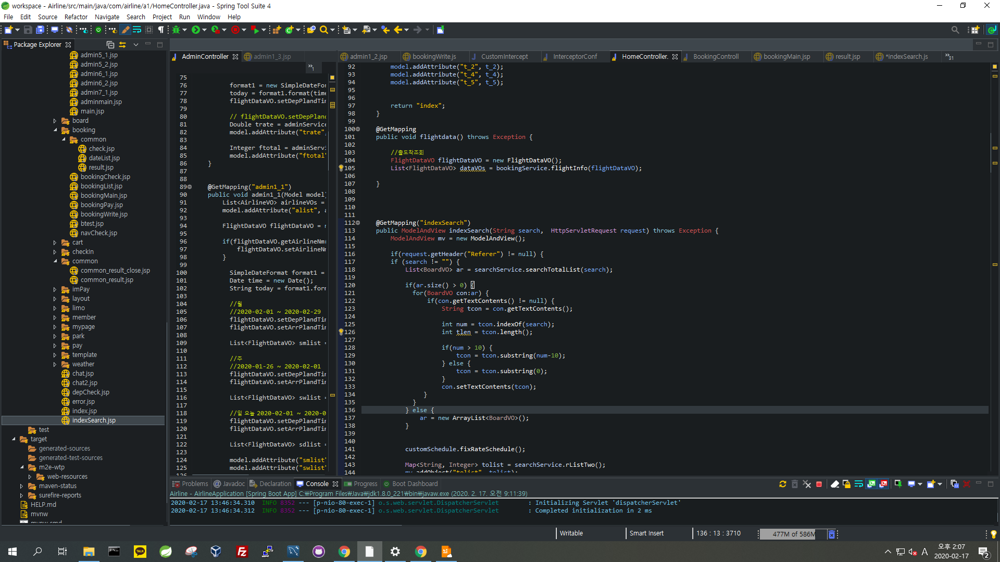 workspace - Airline/src/main/java/com/airline/a1/HomeController.java - Spring Tool Suite 4
File Edit Source Refactor Navigate Search Project Run Window Help
Package Explorer
admin5_1.jsp
admin5_2.jsp
admin6_1.jsp
admin6_2.jsp
admin7_1.jsp
adminmain.jsp
main.jsp
board
booking
common
check.jsp
dateList.jsp
result.jsp
bookingCheck.jsp
bookingList.jsp
bookingMain.jsp
bookingPay.jsp
bookingWrite.jsp
btest.jsp
navCheck.jsp
cart
checkIn
common
common_result_close.jsp
common_result.jsp
imPay
layout
limo
member
mypage
park
pay
template
weather
chat.jsp
chat2.jsp
depCheck.jsp
error.jsp
index.jsp
indexSearch.jsp
test
target
generated-sources
generated-test-sources
m2e-wtp
web-resources
maven-status
surefire-reports
HELP.md
mvnw
mvnw.cmd
AdminController admin1_3.jsp
»1
75
76 format1 = new SimpleDateFor
77 today = format1.format(time
78 flightDataVO.setDepPlandTim
79
80 // flightDataVO.setDepPland
81 Double trate = adminService
82 model.addAttribute("trate",
83
84 Integer ftotal = adminServi
85 model.addAttribute("ftotal"
86 }
87
88
89 @GetMapping("admin1_1")
90 public void admin1_1(Model model)
91 List<AirlineVO> airlineVOs =
92 model.addAttribute("alist", a
93
94 FlightDataVO flightDataVO = n
95
96 if(flightDataVO.getAirlineNm(
97 flightDataVO.setAirlineNm
98 }
99
100 SimpleDateFormat format1 =
101 Date time = new Date();
102 String today = format1.form
103
104 //월
105 //2020-02-01 ~ 2020-02-29
106 flightDataVO.setDepPlandTim
107 flightDataVO.setArrPlandTim
108
109 List<FlightDataVO> smlist =
110
111 //주
112 //2020-01-26 ~ 2020-02-01
113 flightDataVO.setDepPlandTim
114 flightDataVO.setArrPlandTim
115
116 List<FlightDataVO> swlist =
117
118 //일 오늘 2020-02-01 ~ 2020-0
119 flightDataVO.setDepPlandTim
120 flightDataVO.setArrPlandTim
121
122 List<FlightDataVO> sdlist =
123
124 model.addAttribute("smlist"
125 model.addAttribute("swlist"
126
admin1_2.jsp bookingWrite.js CustomIntercept InterceptorConf HomeController. BookingControll bookingMain.jsp result.jsp *indexSearch.js »31
92 model.addAttribute("t_2", t_2);
93 model.addAttribute("t_4", t_4);
94 model.addAttribute("t_5", t_5);
95
96
97 return "index";
98 }
99
100 @GetMapping
101 public void flightdata() throws Exception {
102
103 //출도착조회
104 FlightDataVO flightDataVO = new FlightDataVO();
105 List<FlightDataVO> dataVOs = bookingService.flightInfo(flightDataVO);
106
107 }
108
109
110
111
112 @GetMapping("indexSearch")
113 public ModelAndView indexSearch(String search, HttpServletRequest request) throws Exception {
114 ModelAndView mv = new ModelAndView();
115
116 if(request.getHeader("Referer") != null) {
117 if (search != "") {
118 List<BoardVO> ar = searchService.searchTotalList(search);
119
120 if(ar.size() > 0) {
121 for(BoardVO con:ar) {
122 if(con.getTextContents() != null) {
123 String tcon = con.getTextContents();
124
125 int num = tcon.indexOf(search);
126 int tlen = tcon.length();
127
128 if(num > 10) {
129 tcon = tcon.substring(num-10);
130 } else {
131 tcon = tcon.substring(0);
132 }
133 con.setTextContents(tcon);
134 }
135 }
136 } else {
137 ar = new ArrayList<BoardVO>();
138 }
139
140
141 customSchedule.fixRateSchedule();
142
143 Map<String, Integer> tolist = searchService.rListTwo();
144 mv.addObject("tolist", tolist);
Problems Javadoc Declaration Console Progress Boot Dashboard
Airline - AirlineApplication [Spring Boot App] C:₩Program Files₩Java₩jdk1.8.0_221₩bin₩javaw.exe (2020. 2. 17. 오전 9:11:39)
2020-02-17 13:46:34.310 INFO 8352 --- [p-nio-80-exec-1] o.s.web.servlet.DispatcherServlet : Initializing Servlet 'dispatcherServlet'
2020-02-17 13:46:34.312 INFO 8352 --- [p-nio-80-exec-1] o.s.web.servlet.DispatcherServlet : Completed initialization in 2 ms
Writable Smart Insert 136 : 13 : 3710 477M of 586M
TALK
A
오후 2:07
2020-02-17
2